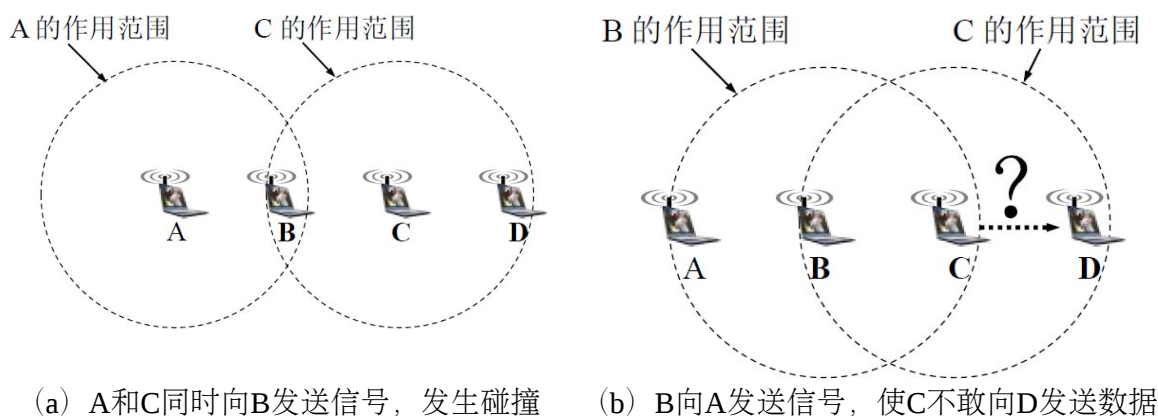 A 的作用范围
C 的作用范围
A
B
C
D
(a) A和C同时向B发送信号，发生碰撞
B 的作用范围
C 的作用范围
?
A
B
C
D
(b) B向A发送信号，使C不敢向D发送数据